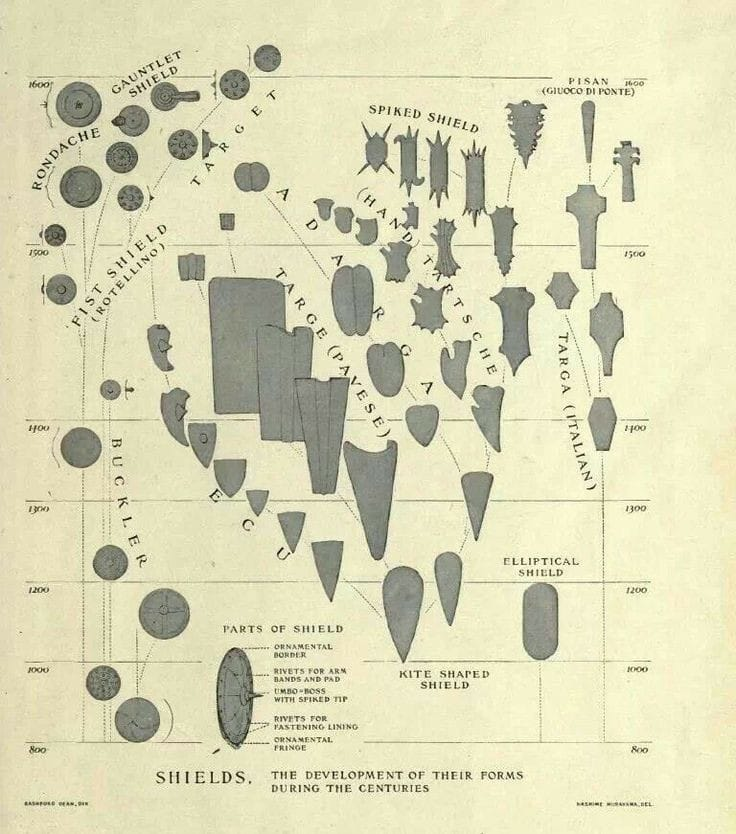 1600
GAUNTLET
SHIELD
TARGET
RONDACHE
PISAN
(GIUOCO DI PONTE)
1600
SPIKED SHIELD
ADARGA
(HAND) TARTSCHE
1500
FIST SHIELD
(ROTELLINO)
TARGE (PAVESE)
1500
TARGA (ITALIAN)
1400
1400
BUCKLER
ECU
1300
1300
ELLIPTICAL
SHIELD
1200
1200
PARTS OF SHIELD
ORNAMENTAL
BORDER
RIVETS FOR ARM
BANDS AND PAD
UMBO=BOSS
WITH SPIKED TIP
RIVETS FOR
FASTENING LINING
ORNAMENTAL
FRINGE
KITE SHAPED
SHIELD
1000
1000
800
800
SHIELDS. THE DEVELOPMENT OF THEIR FORMS
DURING THE CENTURIES
BASHFORD DEAN, DIX.
HASHIME MURAYAMA, DEL.